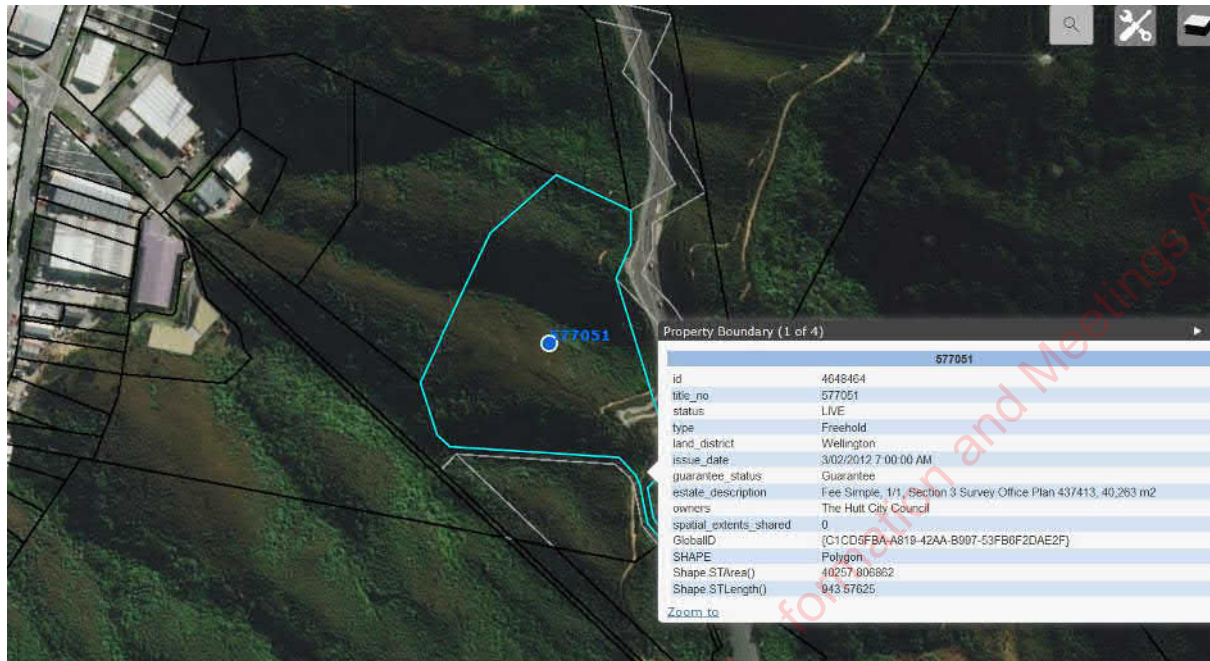 577051
Property Boundary (1 of 4)
577051
id 4648464
title_no 577051
status LIVE
type Freehold
land_district Wellington
issue_date 3/02/2012 7:00:00 AM
guarantee_status Guarantee
estate_description Fee Simple, 1/1, Section 3 Survey Office Plan 437413, 40,263 m2
owners The Hutt City Council
spatial_extents_shared 0
GlobalID {C1CD5FBA-A819-42AA-B997-53FB6F2DAE2F}
SHAPE Polygon
Shape.STArea() 40257.806862
Shape.STLength() 943.57625
Zoom to
formation and Meetings A